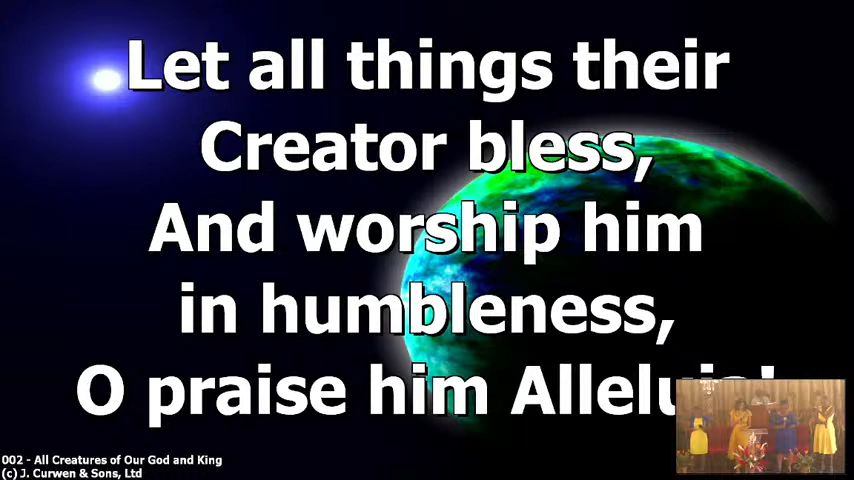 Let all things their
Creator bless,
And worship him
in humbleness,
O praise him Alleluia!
002 - All Creatures of Our God and King
(c) J. Curwen & Sons, Ltd